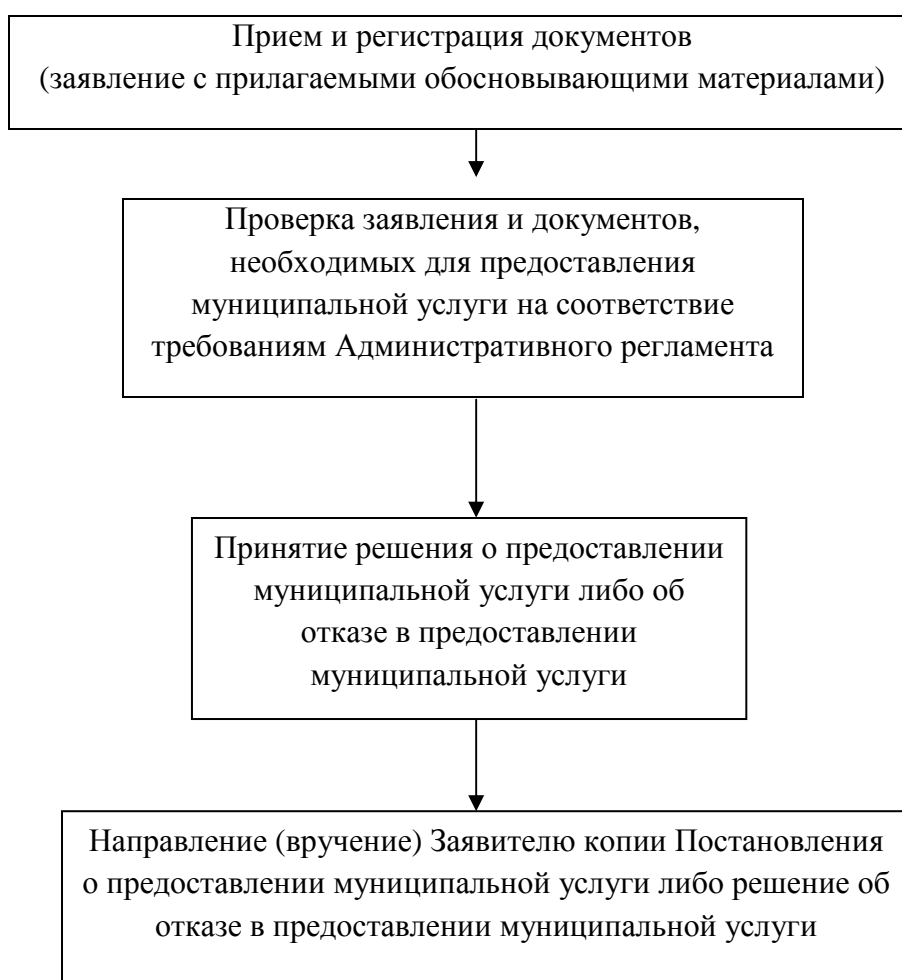 Прием и регистрация документов
(заявление с прилагаемыми обосновывающими материалами)
Проверка заявления и документов,
необходимых для предоставления
муниципальной услуги на соответствие
требованиям Административного регламента
Принятие решения о предоставлении
муниципальной услуги либо об
отказе в предоставлении
муниципальной услуги
Направление (вручение) Заявителю копии Постановления
о предоставлении муниципальной услуги либо решение об
отказе в предоставлении муниципальной услуги